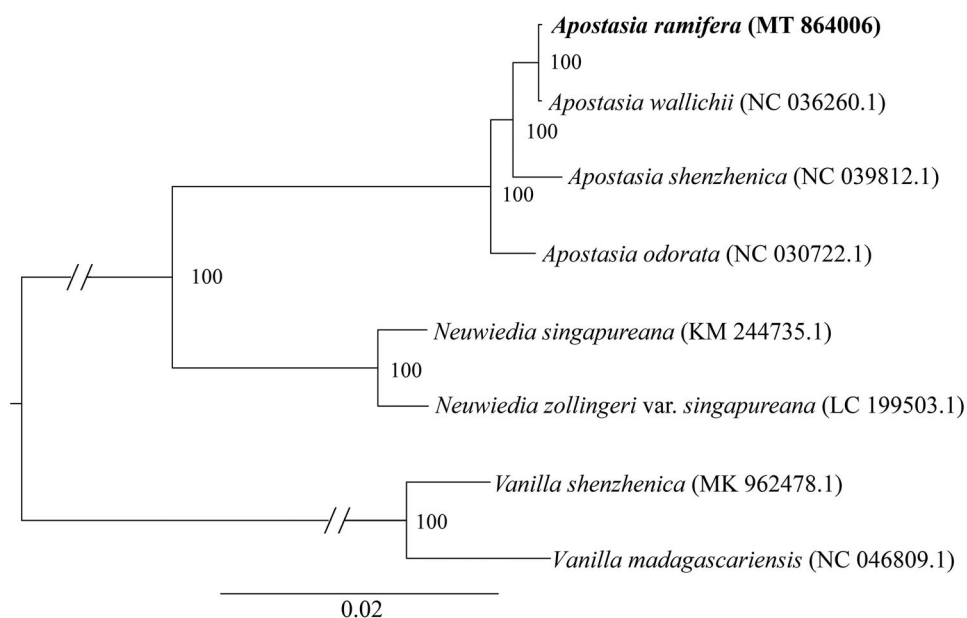 Apostasia ramifera (MT 864006)
100
Apostasia wallichii (NC 036260.1)
100
Apostasia shenzhenica (NC 039812.1)
100
Apostasia odorata (NC 030722.1)
100
Neuwiedia singapureana (KM 244735.1)
100
Neuwiedia zollingeri var. singapureana (LC 199503.1)
Vanilla shenzhenica (MK 962478.1)
100
Vanilla madagascariensis (NC 046809.1)
0.02